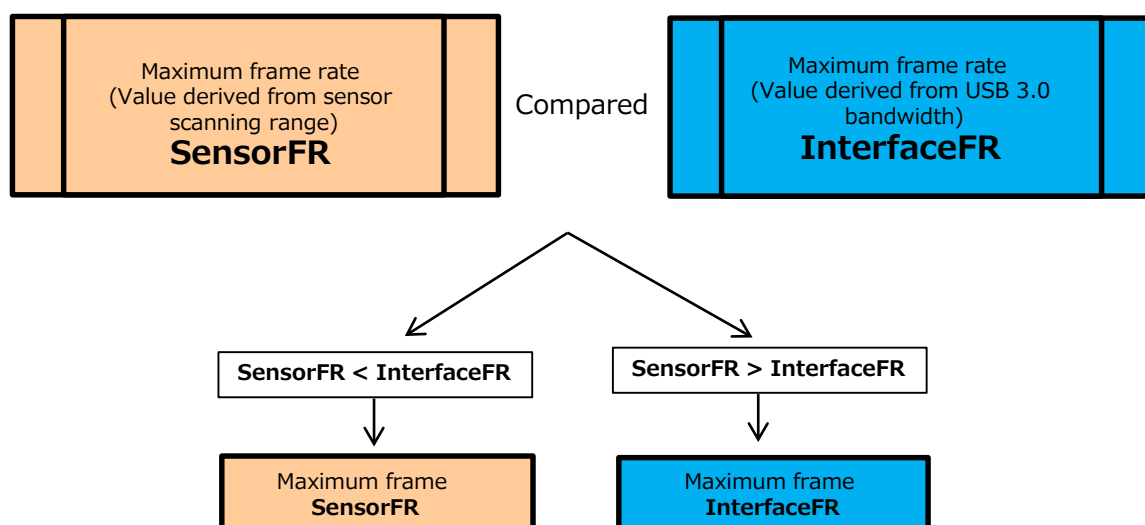 Maximum frame rate
(Value derived from sensor
scanning range)
SensorFR
Compared
Maximum frame rate
(Value derived from USB 3.0
bandwidth)
InterfaceFR
SensorFR < InterfaceFR
SensorFR > InterfaceFR
Maximum frame
SensorFR
Maximum frame
InterfaceFR